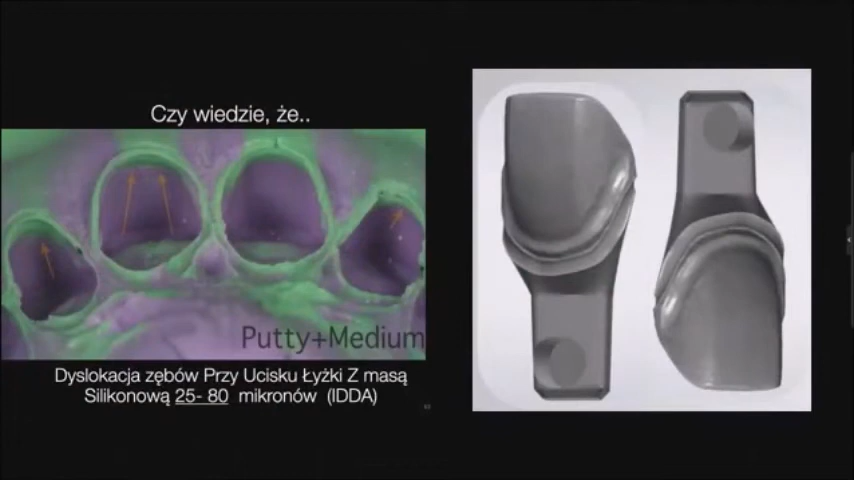 Czy wiedzie, że..
Putty+Medium
Dyslokacja zębów Przy Ucisku Łyżki Z masą
Silikonową 25- 80 mikronów (IDDA)